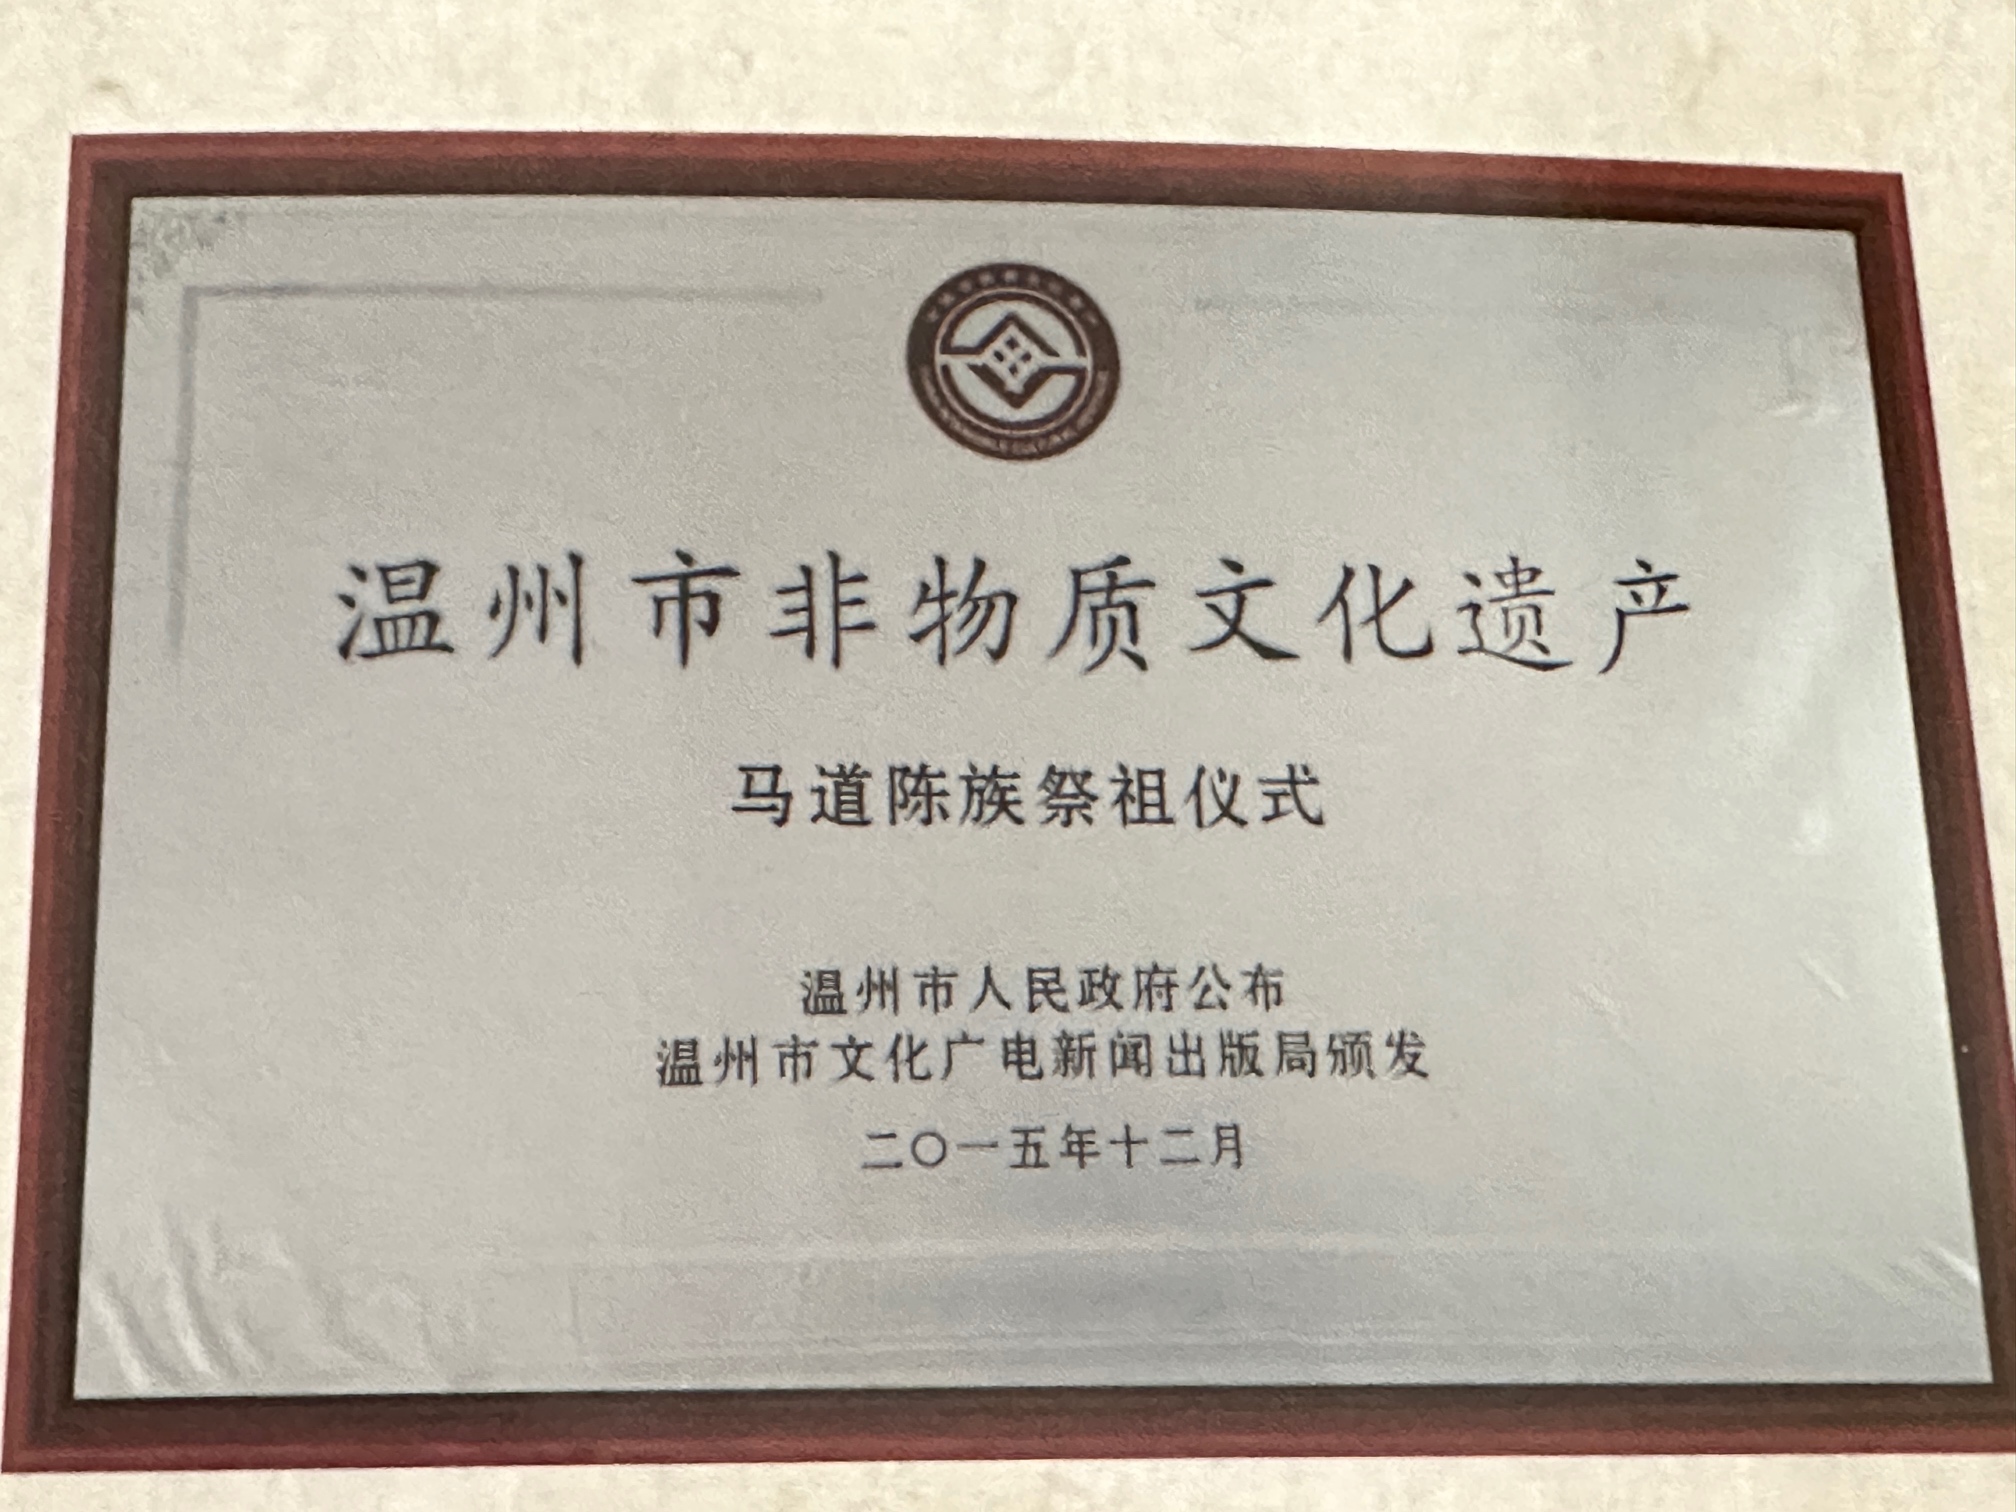 温州市非物质文化遗产
马道陈族祭祖仪式
温州市人民政府公布
温州市文化广电新闻出版局颁发
二〇一五年十二月